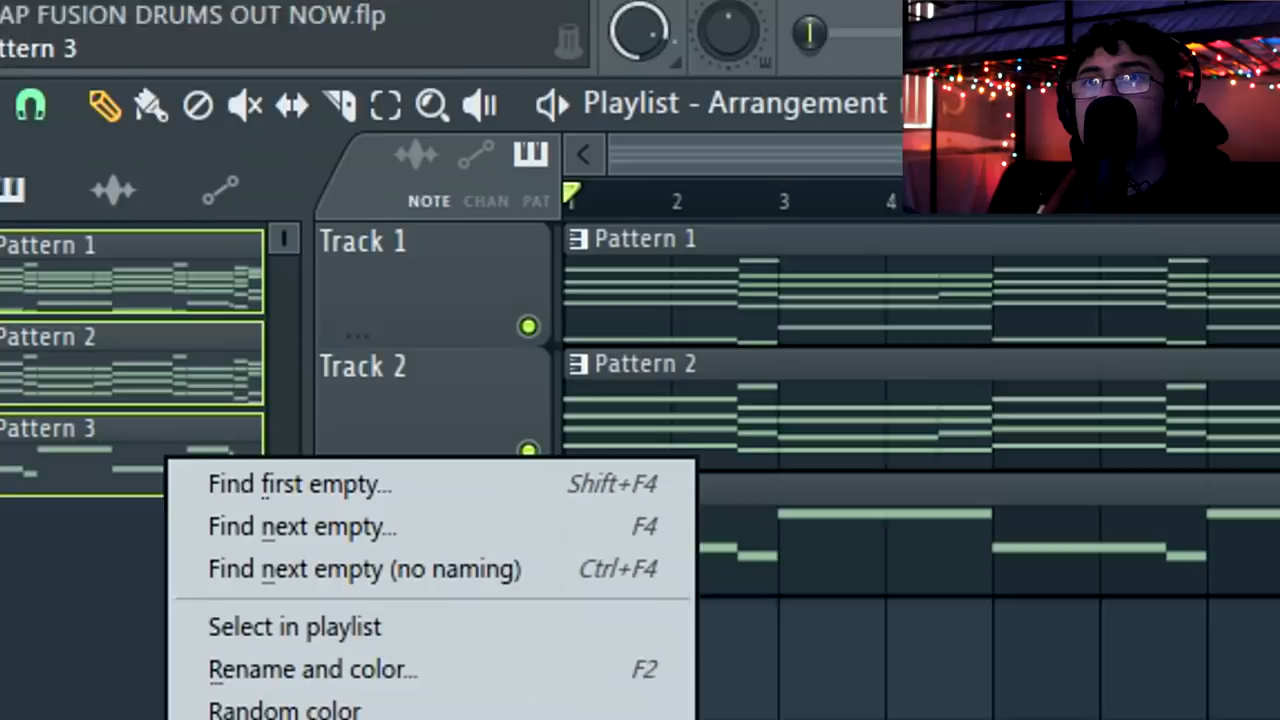 AP FUSION DRUMS OUT NOW.flp
ttern 3
Playlist - Arrangement
NOTE CHAN PAT
1 2 3 4
Pattern 1
Track 1
Pattern 1
Pattern 2
Track 2
Pattern 2
Pattern 3
Find first empty... Shift+F4
Find next empty... F4
Find next empty (no naming) Ctrl+F4
Select in playlist
Rename and color... F2
Random color